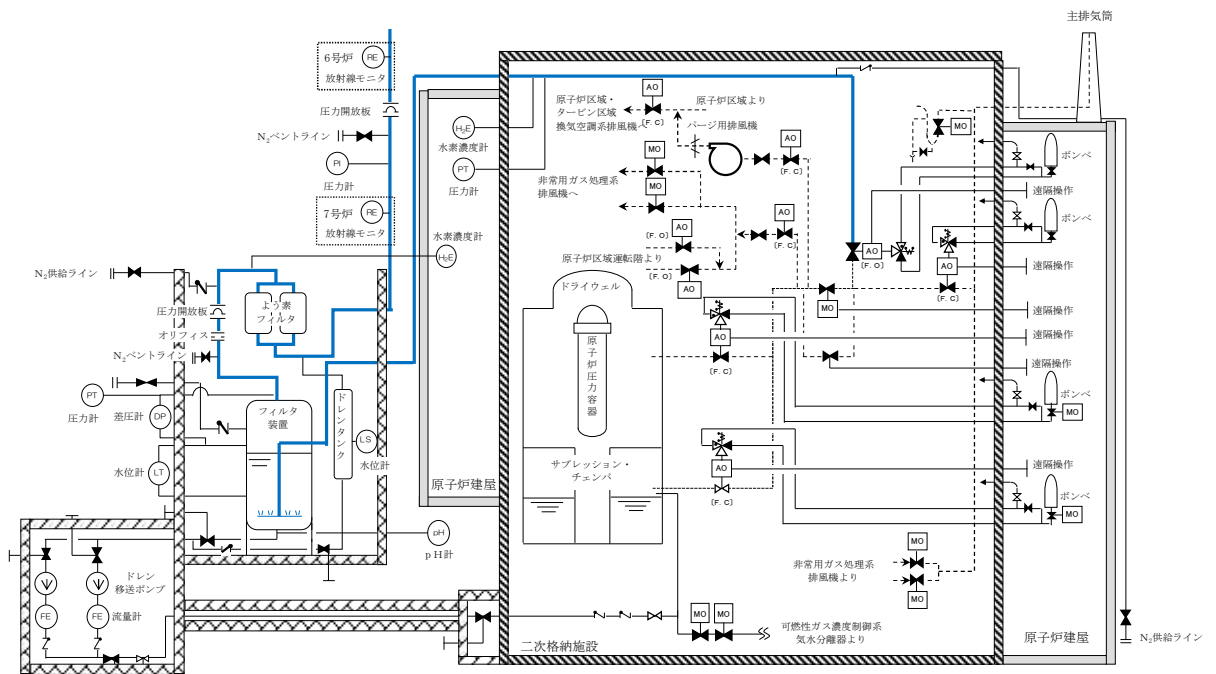 主排気筒
6号炉
RE
放射線モニタ
圧力開放板
N₂ベントライン
PI
圧力計
7号炉
RE
放射線モニタ
H₂E
水素濃度計
PT
圧力計
水素濃度計
H₂E
原子炉区域・
タービン区域
換気空調系排風機へ
AO
(F. C)
原子炉区域より
パージ用排風機
AO
(F. C)
MO
MO
非常用ガス処理系
排風機へ
AO
(F. O)
AO
(F. C)
原子炉区域運転階より
(F. O)
AO
MO
AO
(F. O)
AO
(F. C)
MO
ボンベ
遠隔操作
ボンベ
遠隔操作
遠隔操作
遠隔操作
遠隔操作
ボンベ
MO
遠隔操作
ボンベ
MO
AO
(F. C)
AO
(F. C)
ドライウェル
原子炉圧力容器
サプレッション・
チェンバ
N₂供給ライン
圧力開放板
オリフィス
よう素
フィルタ
N₂ベントライン
PT
圧力計
差圧計
DP
フィルタ
装置
ドレンタンク
LS
水位計
水位計
LT
原子炉建屋
pH
pH計
ドレン
移送ポンプ
FE
FE
流量計
二次格納施設
MO
MO
可燃性ガス濃度制御系
気水分離器より
非常用ガス処理系
排風機より
MO
MO
原子炉建屋
N₂供給ライン